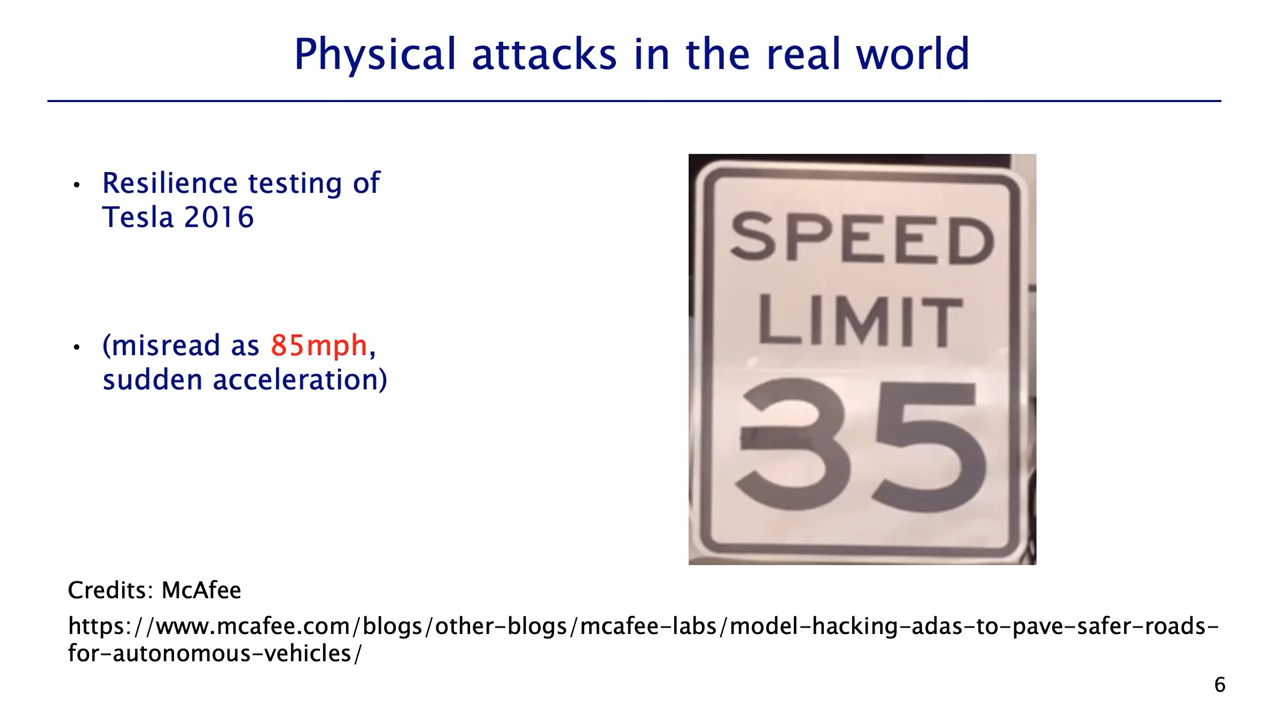 Physical attacks in the real world
• Resilience testing of
Tesla 2016
• (misread as 85mph,
sudden acceleration)
SPEED
LIMIT
35
Credits: McAfee
https://www.mcafee.com/blogs/other-blogs/mcafee-labs/model-hacking-adas-to-pave-safer-roads-
for-autonomous-vehicles/
6